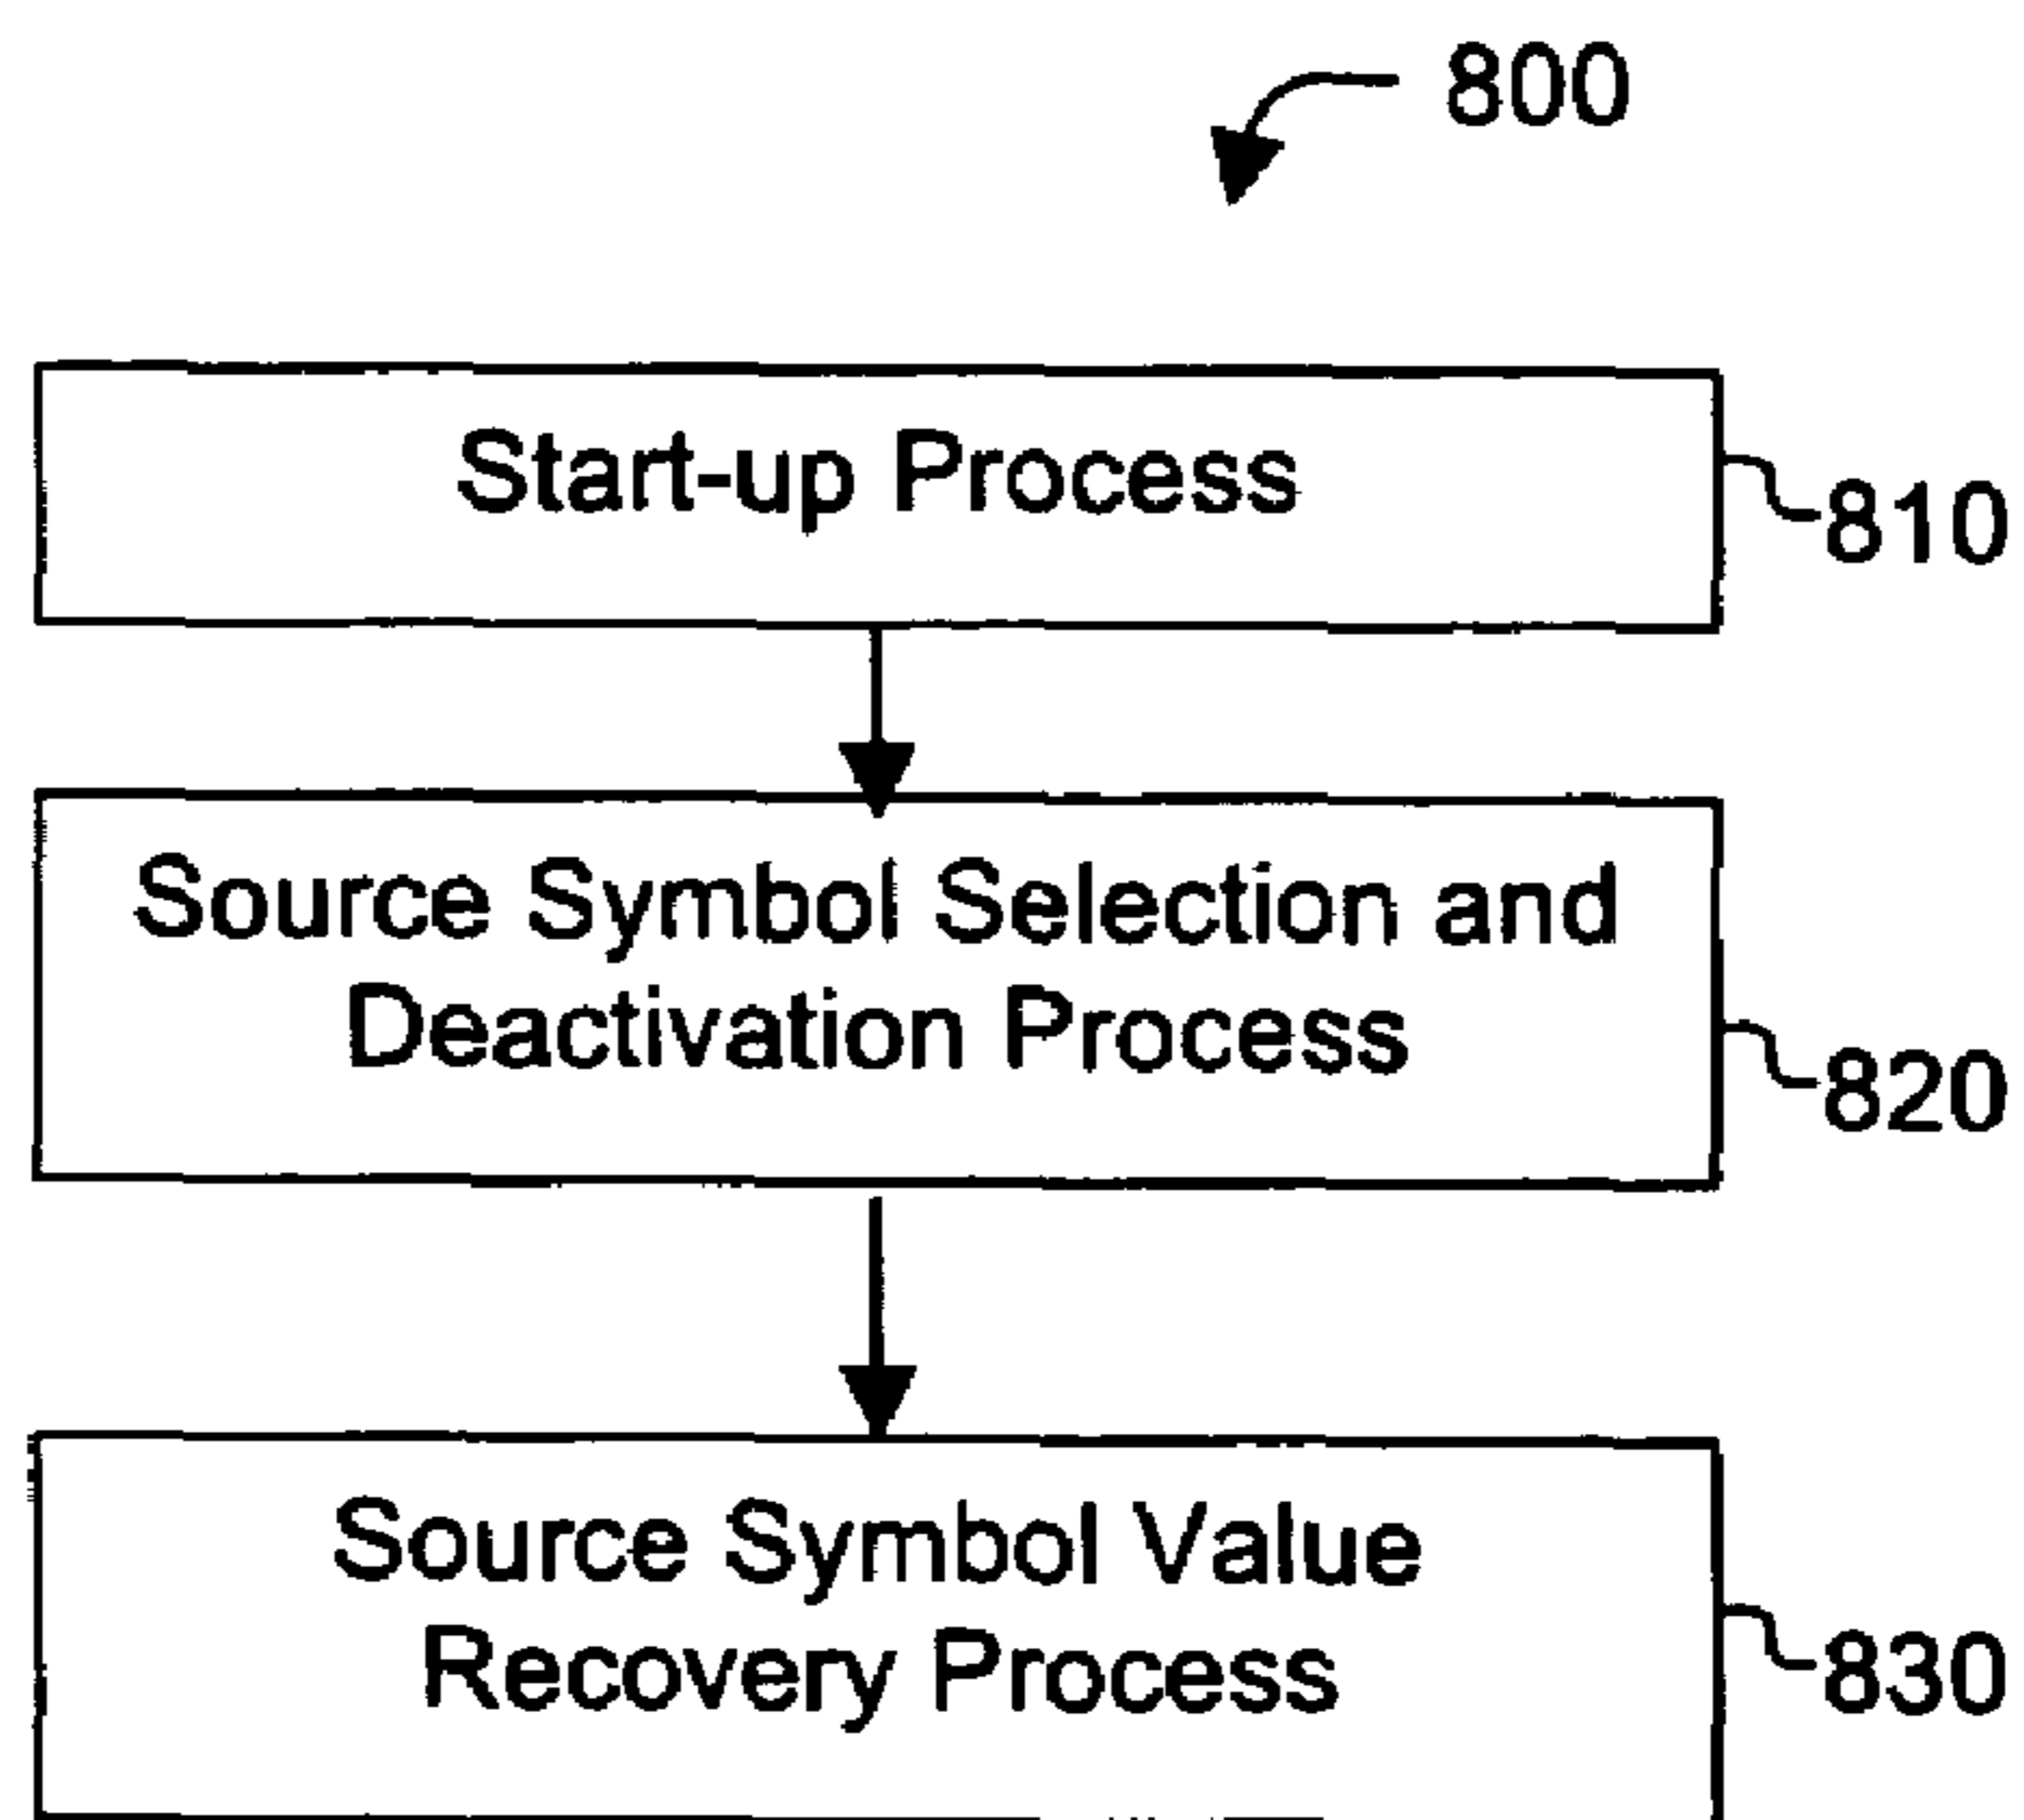 800
Start-up Process
810
Source Symbol Selection and
Deactivation Process
820
Source Symbol Value
Recovery Process
830